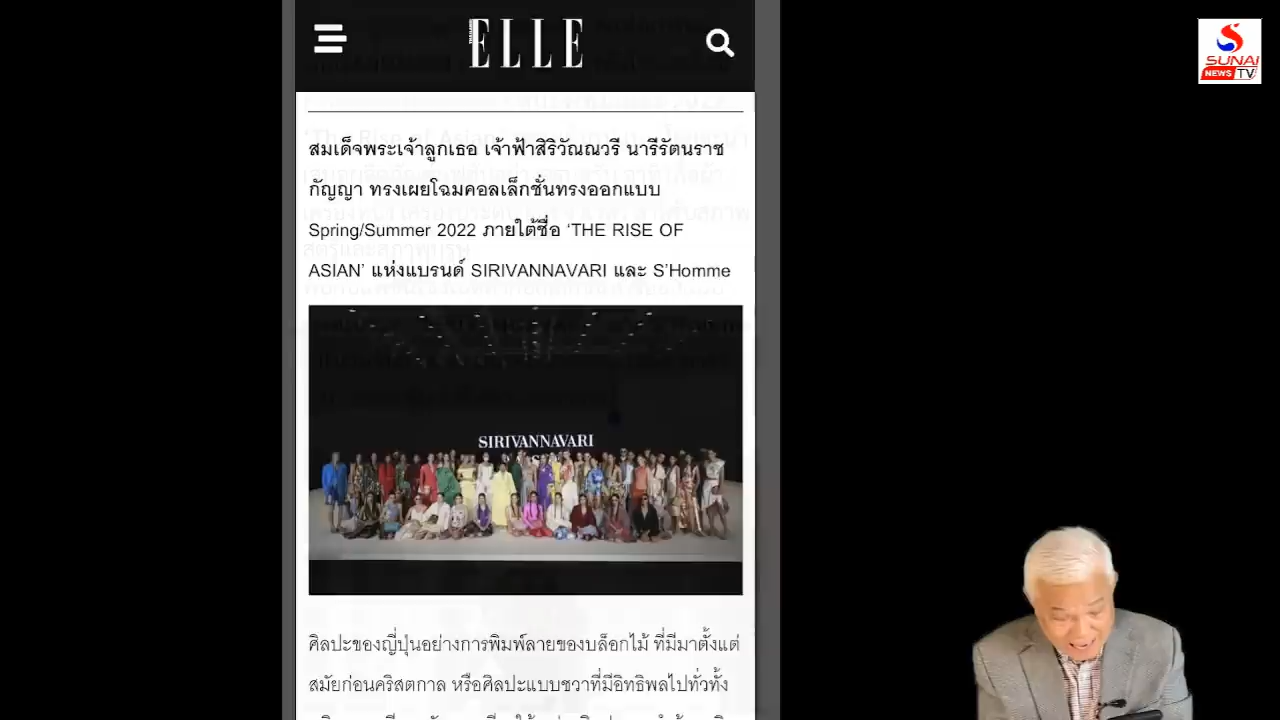 ELLE
SUNAI
NEWS TV
สมเด็จพระเจ้าลูกเธอ เจ้าฟ้าสิริวัณณวรี นารีรัตนราช
กัญญา ทรงเผยโฉมคอลเล็กชั่นทรงออกแบบ
Spring/Summer 2022 ภายใต้ชื่อ ‘THE RISE OF
ASIAN’ แห่งแบรนด์ SIRIVANNAVARI และ S’Homme
SIRIVANNAVARI
ศิลปะของญี่ปุ่นอย่างการพิมพ์ลายของบล็อกไม้ ที่มีมาตั้งแต่
สมัยก่อนคริสตกาล หรือศิลปะแบบชวาที่มีอิทธิพลไปทั่วทั้ง